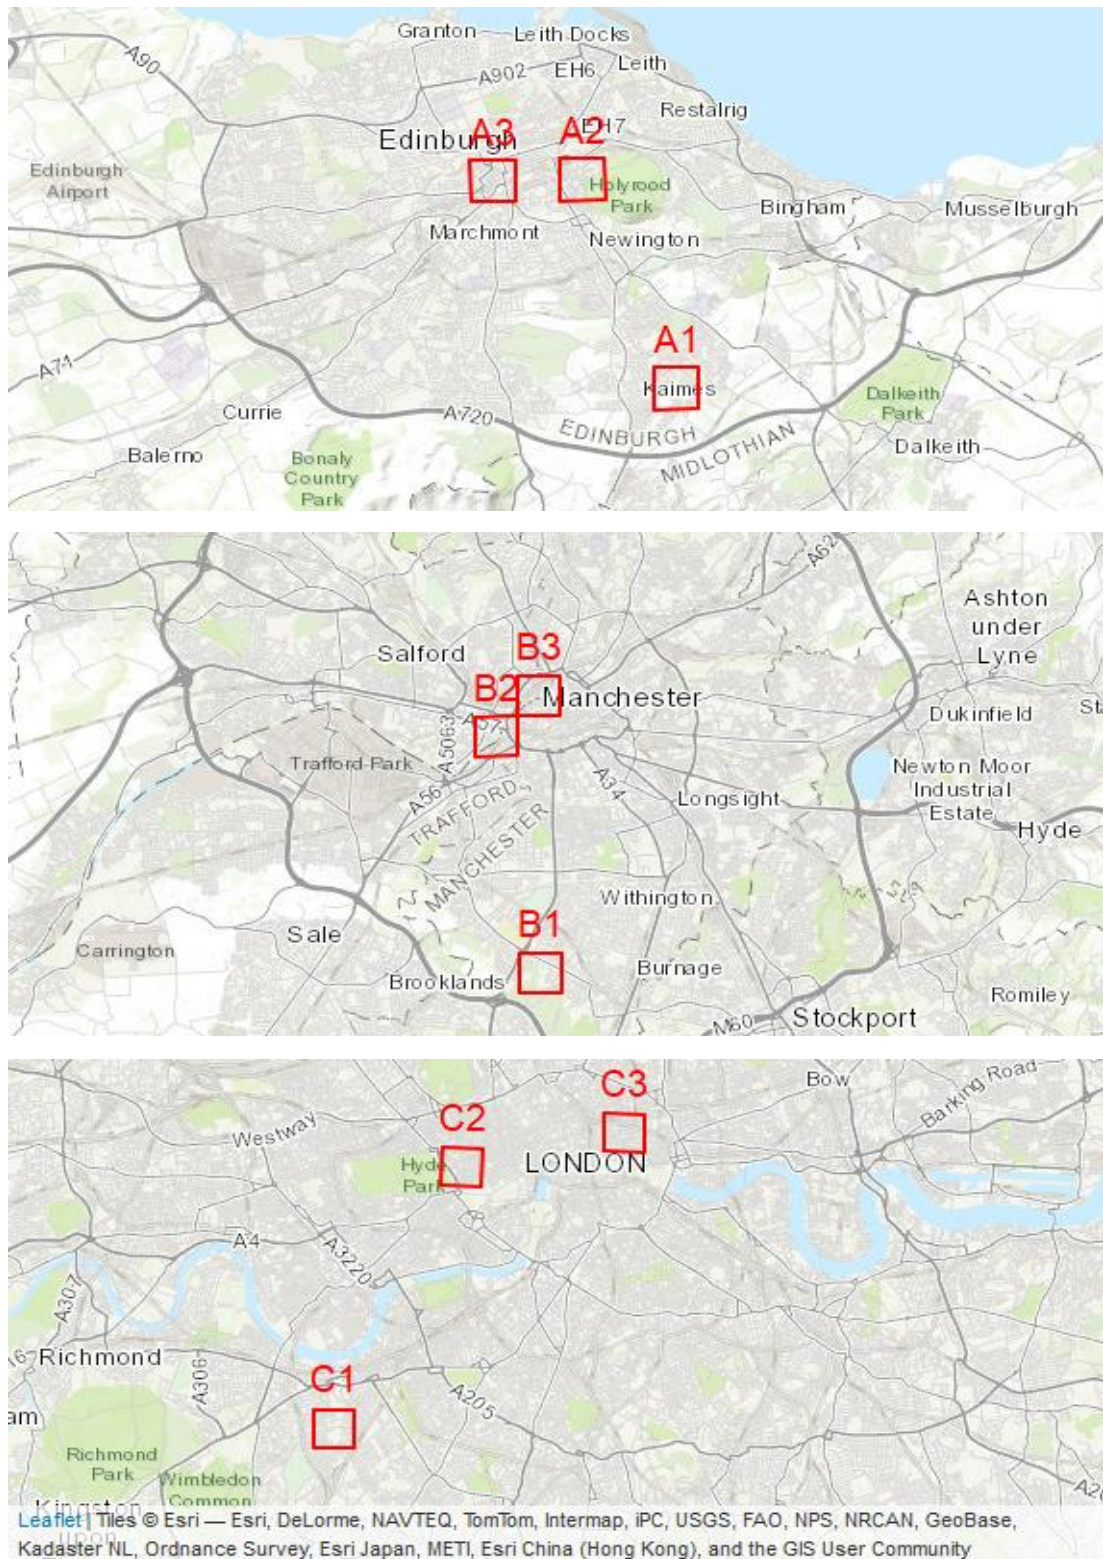 Granton
Leith Docks
A90
A902
EH6
Leith
Restalrig
Edinburgh
A3
A2
EH7
Edinburgh
Airport
Holyrood
Park
Bingham
Musselburgh
Marchmont
Newington
A1
A71
Kaimes
Dalkeith
Park
Currie
A720
EDINBURGH
MIDLOTHIAN
Dalkeith
Balerno
Bonaly
Country
Park
A62
Ashton
under
Lyne
Salford
B3
B2
Manchester
Dukinfield
A57
A5063
Trafford Park
Newton Moor
Industrial
Estate
A56
TRAFFORD
A34
Longsight
Hyde
MANCHESTER
Withington
B1
Sale
Carrington
Brooklands
Burnage
Romiley
M60
Stockport
C3
Bow
Barking Road
Westway
C2
Hyde
Park
LONDON
A4
A3220
A307
Richmond
A306
C1
A205
am
Richmond
Park
Wimbledon
Common
Kingston
upon
Leaflet | Tiles © Esri — Esri, DeLorme, NAVTEQ, TomTom, Intermap, iPC, USGS, FAO, NPS, NRCAN, GeoBase,
Kadaster NL, Ordnance Survey, Esri Japan, METI, Esri China (Hong Kong), and the GIS User Community